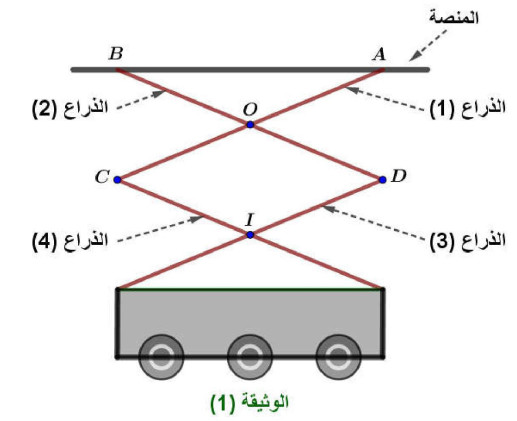 المنصة
B
A
الذراع (2)
O
الذراع (1)
C
D
الذراع (4)
I
الذراع (3)
الوثيقة (1)